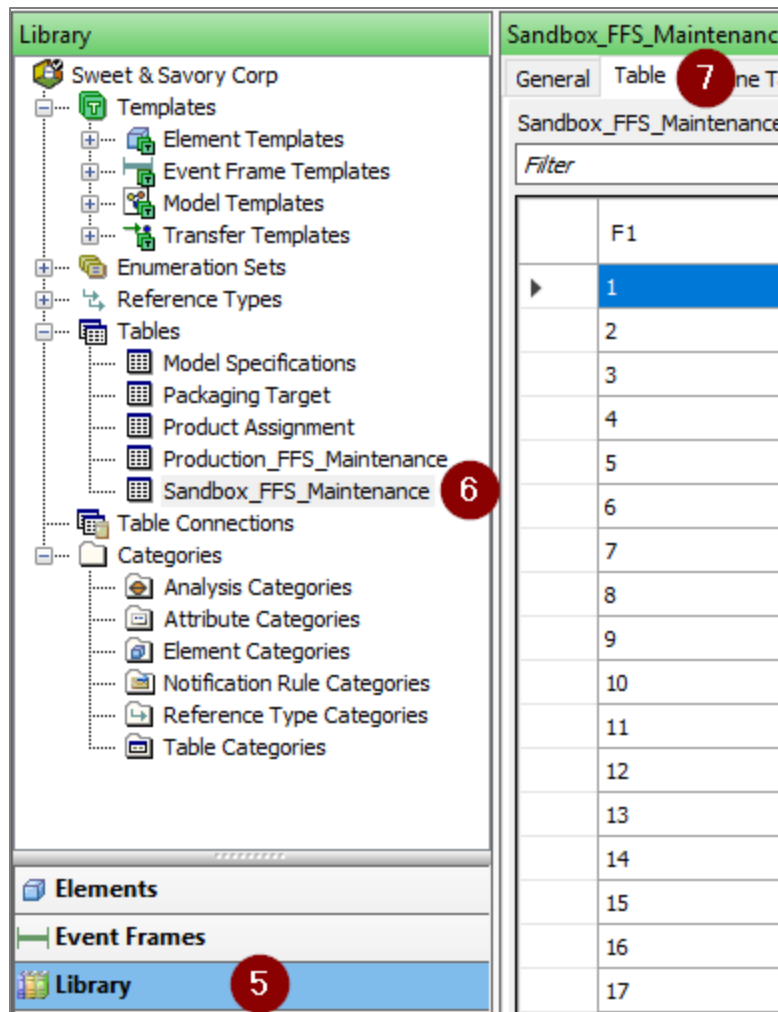 Library
Sweet & Savory Corp
Templates
Element Templates
Event Frame Templates
Model Templates
Transfer Templates
Enumeration Sets
Reference Types
Tables
Model Specifications
Packaging Target
Product Assignment
Production_FFS_Maintenance
Sandbox_FFS_Maintenance 6
Table Connections
Categories
Analysis Categories
Attribute Categories
Element Categories
Notification Rule Categories
Reference Type Categories
Table Categories
Elements
Event Frames
Library 5
Sandbox_FFS_Maintenanc
General Table 7 ne T
Sandbox_FFS_Maintenance
Filter
F1
1
2
3
4
5
6
7
8
9
10
11
12
13
14
15
16
17